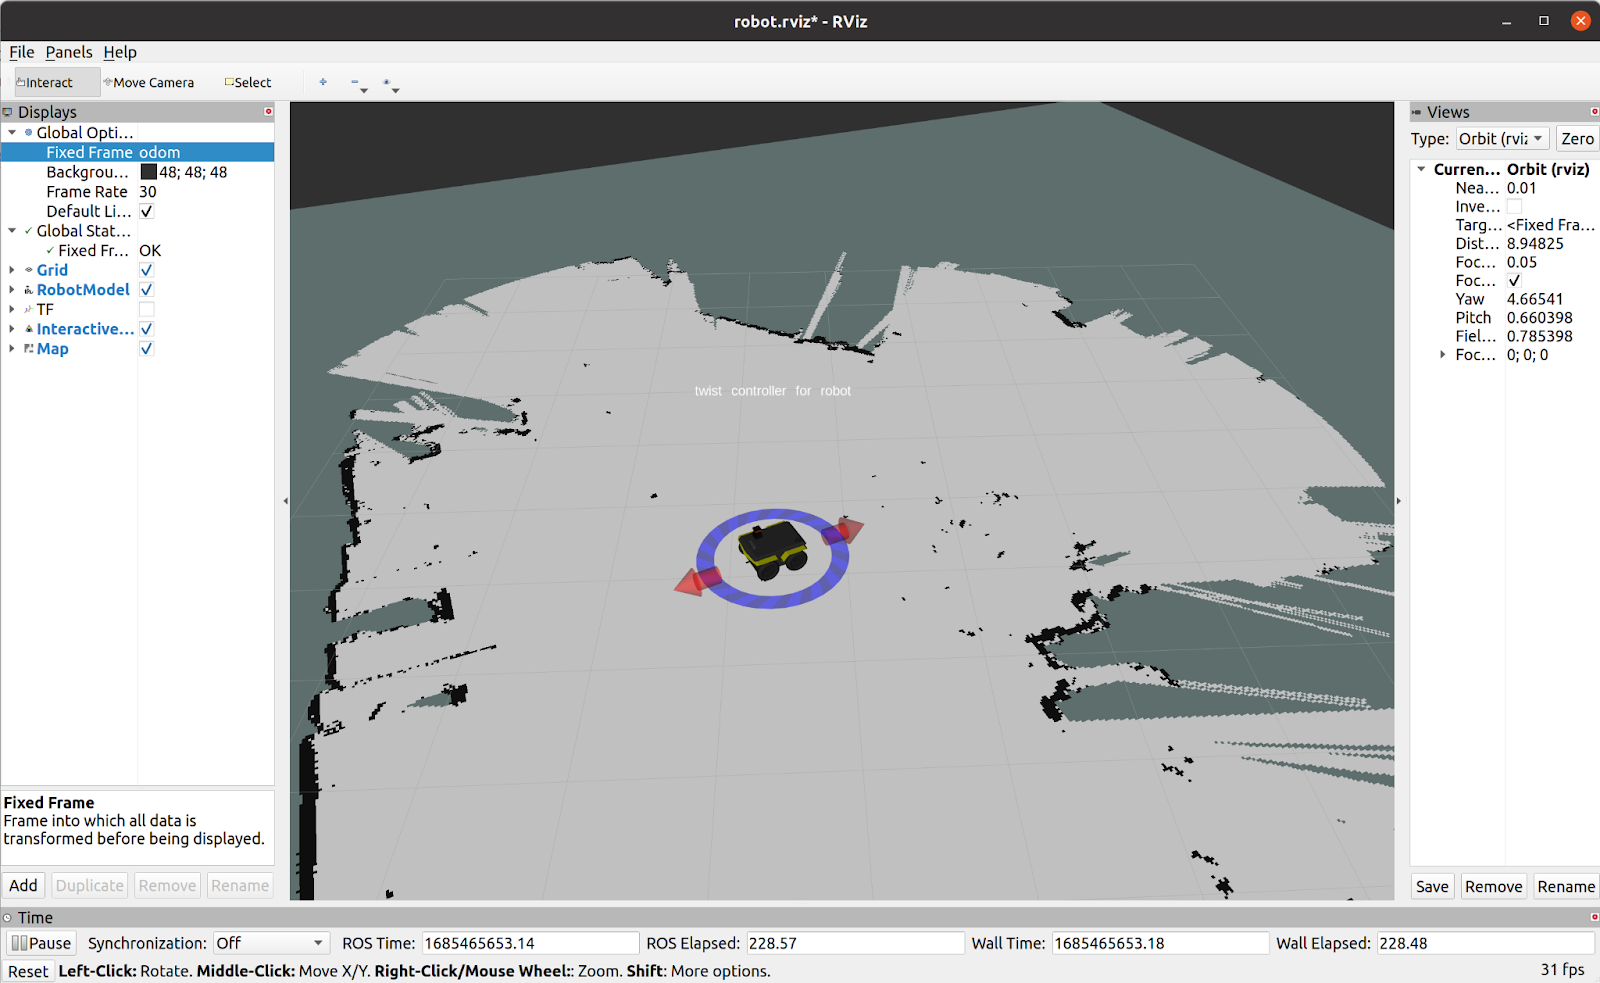 robot.rviz* - RViz
File Panels Help
Interact Move Camera Select
Displays
Global Opti...
Fixed Frame odom
Backgrou... 48; 48; 48
Frame Rate 30
Default Li...
Global Stat...
Fixed Fr... OK
Grid
RobotModel
TF
Interactive...
Map
Fixed Frame
Frame into which all data is
transformed before being displayed.
Add Duplicate Remove Rename
twist controller for robot
Views
Type: Orbit (rviz Zero
Curren... Orbit (rviz)
Nea... 0.01
Inve...
Targ... <Fixed Fra...
Dist... 8.94825
Foc... 0.05
Foc...
Yaw 4.66541
Pitch 0.660398
Fiel... 0.785398
Foc... 0; 0; 0
Save Remove Rename
Time
Pause Synchronization: Off ROS Time: 1685465653.14 ROS Elapsed: 228.57 Wall Time: 1685465653.18 Wall Elapsed: 228.48
Reset Left-Click: Rotate. Middle-Click: Move X/Y. Right-Click/Mouse Wheel:: Zoom. Shift: More options. 31 fps